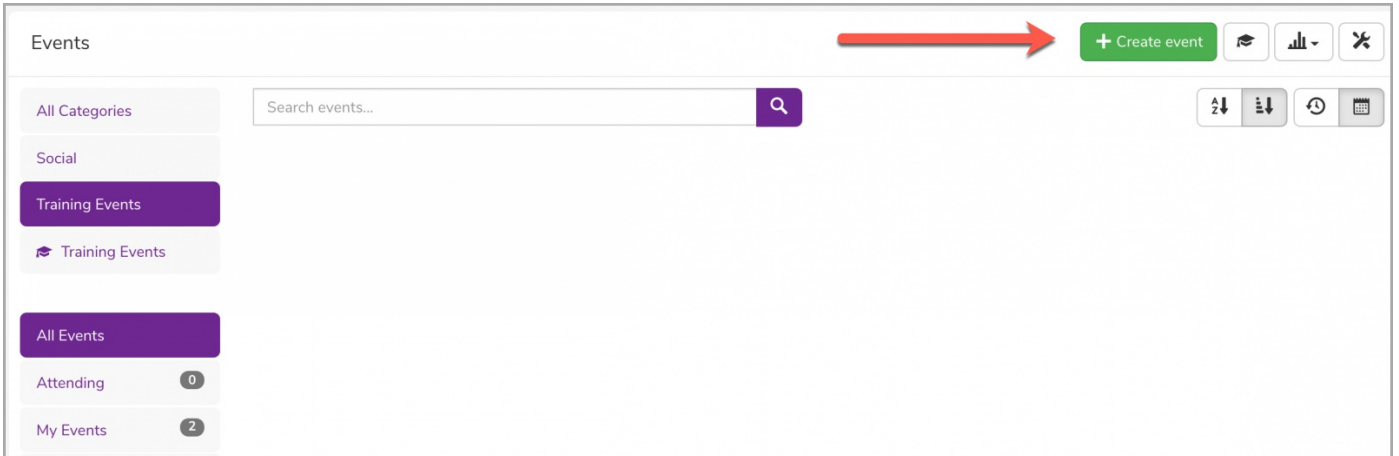 Events
+ Create event
All Categories
Search events...
Social
Training Events
Training Events
All Events
Attending 0
My Events 2